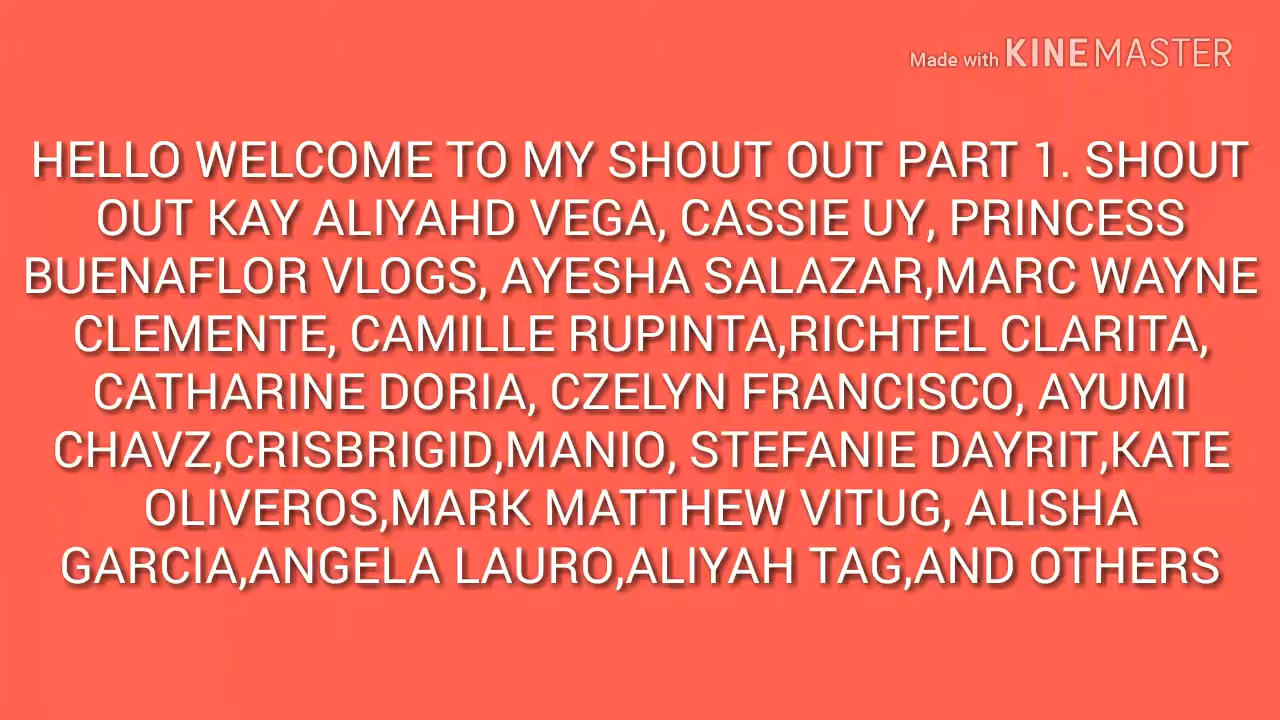 Made with KINEMASTER
HELLO WELCOME TO MY SHOUT OUT PART 1. SHOUT
OUT KAY ALIYAHD VEGA, CASSIE UY, PRINCESS
BUENAFLOR VLOGS, AYESHA SALAZAR,MARC WAYNE
CLEMENTE, CAMILLE RUPINTA,RICHTEL CLARITA,
CATHARINE DORIA, CZELYN FRANCISCO, AYUMI
CHAVZ,CRISBRIGID,MANIO, STEFANIE DAYRIT,KATE
OLIVEROS,MARK MATTHEW VITUG, ALISHA
GARCIA,ANGELA LAURO,ALIYAH TAG,AND OTHERS